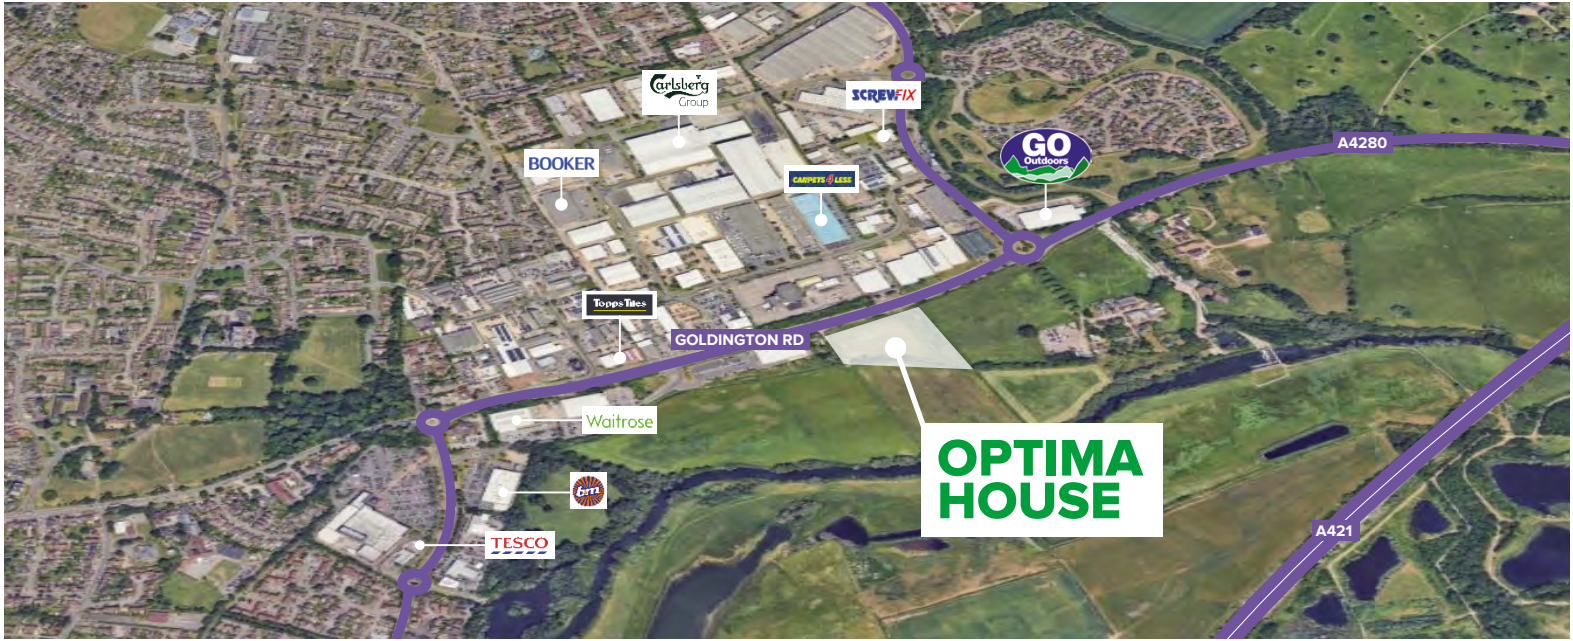 Carlsberg
Group
SCREWFIX
GO
Outdoors
A4280
BOOKER
CARPETS 4 LESS
Topps Tiles
GOLDINGTON RD
Waitrose
OPTIMA
HOUSE
bm
TESCO
A421